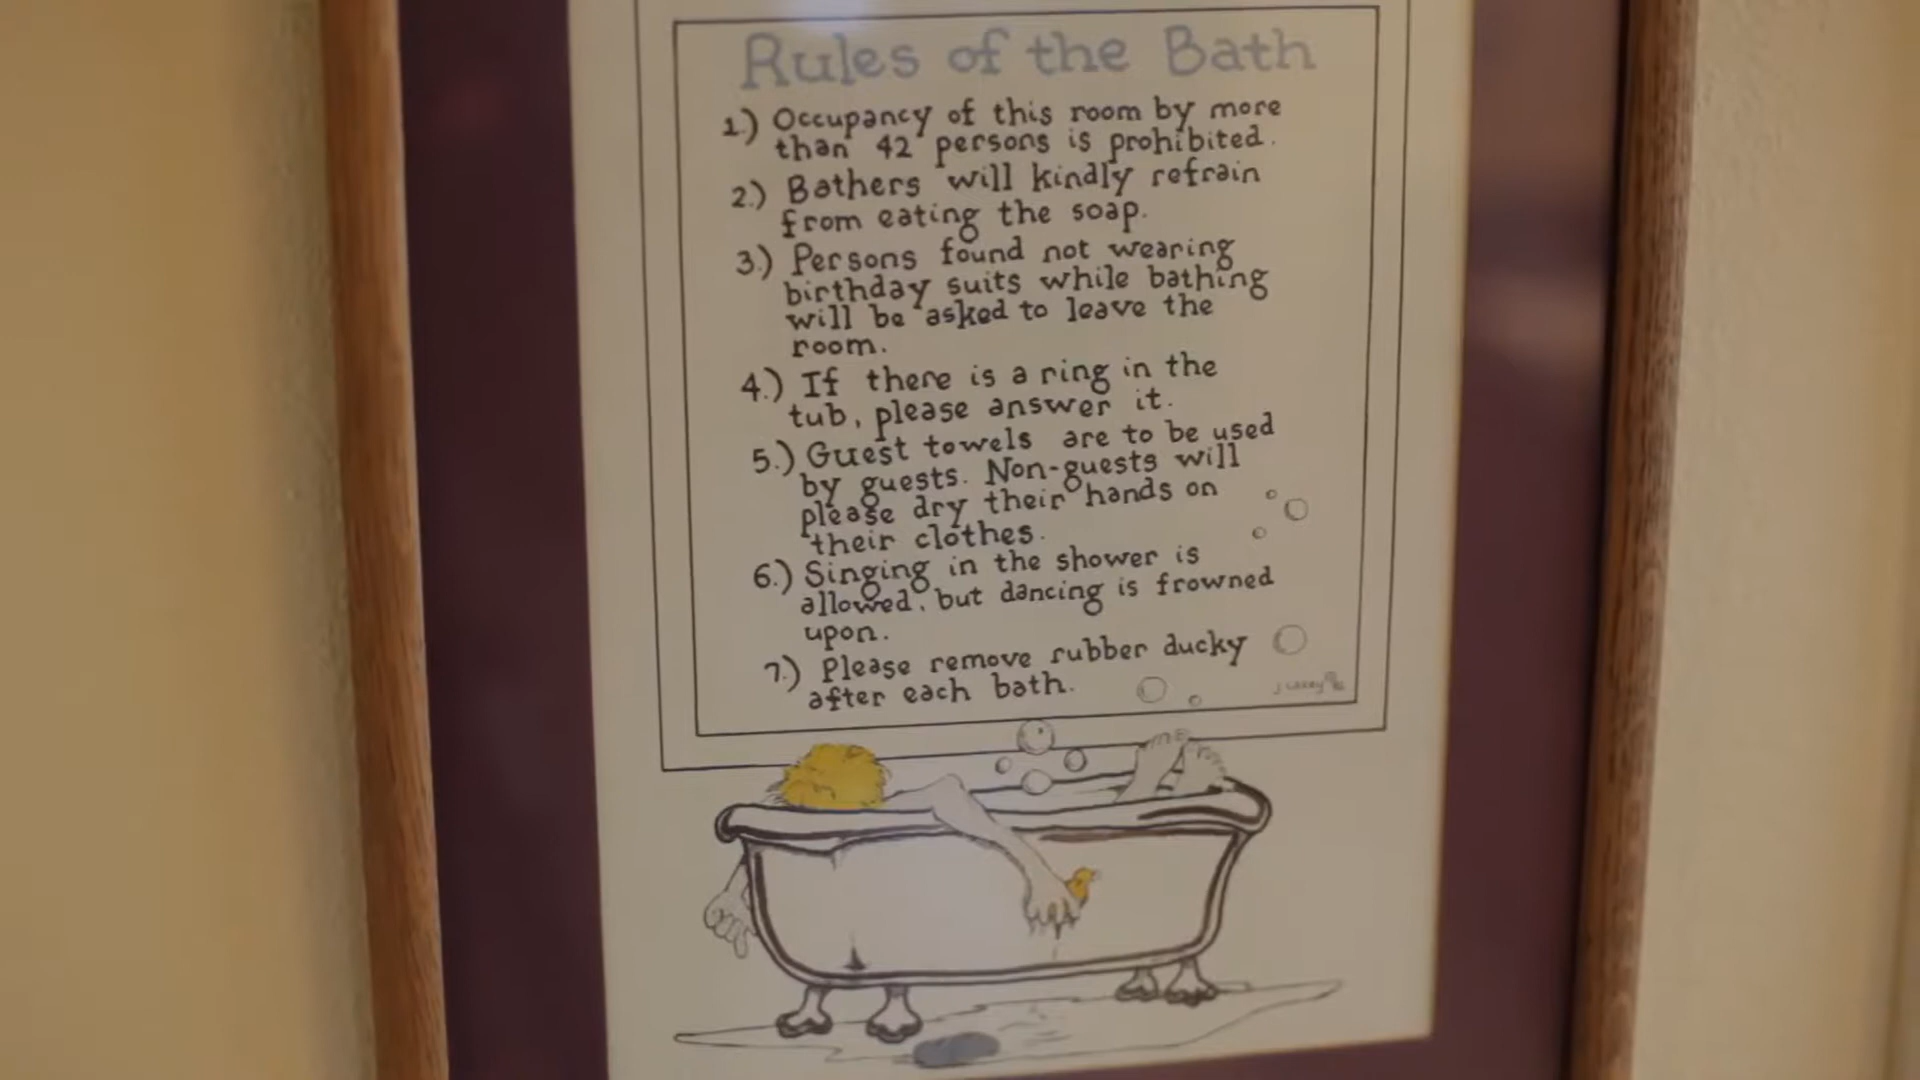 Rules of the Bath
1.) Occupancy of this room by more
than 42 persons is prohibited.
2.) Bathers will kindly refrain
from eating the soap.
3.) Persons found not wearing
birthday suits while bathing
will be asked to leave the
room.
4.) If there is a ring in the
tub, please answer it.
5.) Guest towels are to be used
by guests. Non-guests will
please dry their hands on
their clothes.
6.) Singing in the shower is
allowed, but dancing is frowned
upon.
7.) Please remove rubber ducky
after each bath.